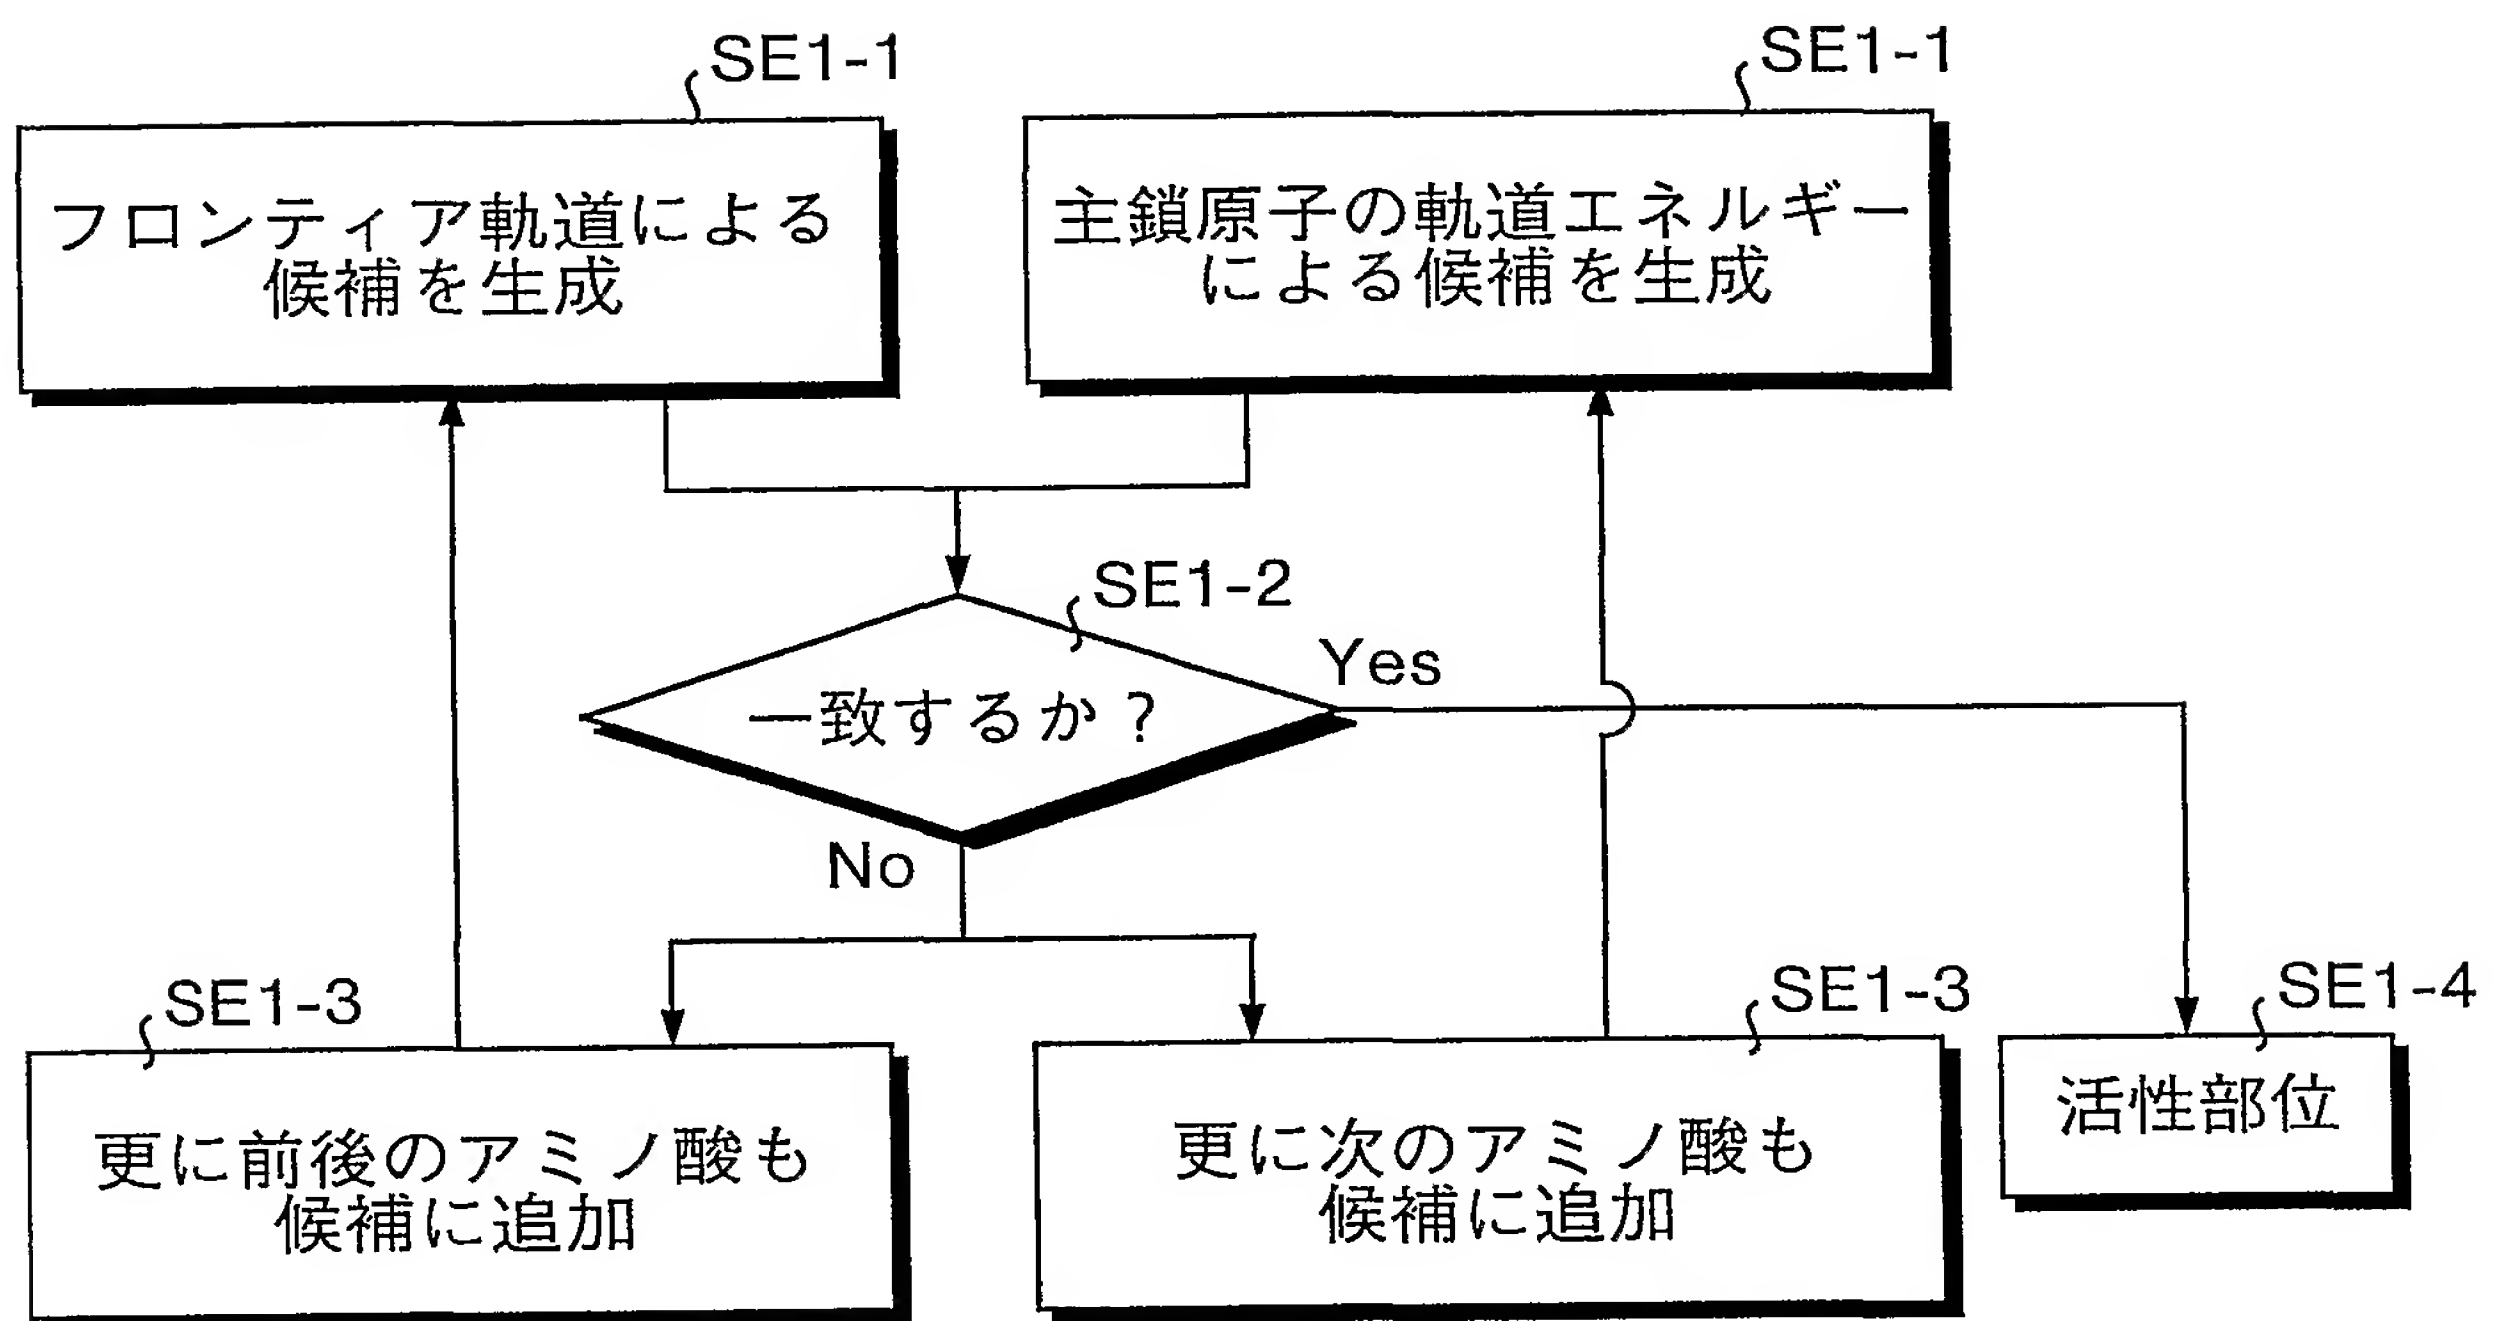 SE1-1
フロンティア軌道による
候補を生成
SE1-1
主鎖原子の軌道エネルギー
による候補を生成
SE1-2
一致するか？
Yes
No
SE1-3
更に前後のアミノ酸も
候補に追加
SE1-3
更に次のアミノ酸も
候補に追加
SE1-4
活性部位